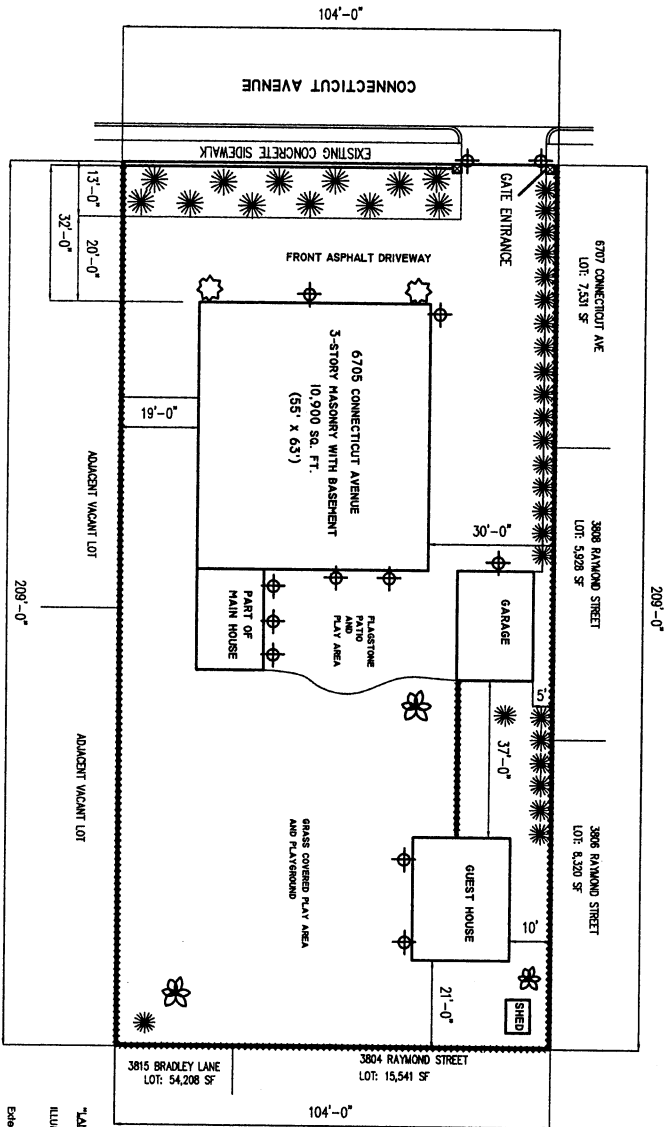 104'-0"
CONNECTICUT AVENUE
EXISTING CONCRETE SIDEWALK
GATE ENTRANCE
13'-0"
20'-0"
32'-0"
FRONT ASPHALT DRIVEWAY
6707 CONNECTICUT AVE
LOT: 7,531 SF
6705 CONNECTICUT AVENUE
3-STORY MASONRY WITH BASEMENT
10,900 SQ. FT.
(55' X 63')
19'-0"
ADJACENT VACANT LOT
30'-0"
3808 RAYMOND STREET
LOT: 5,928 SF
209'-0"
209'-0"
PART OF
MAIN HOUSE
FLAGSTONE
PATIO
AND
PLAY AREA
GARAGE
5'
37'-0"
ADJACENT VACANT LOT
GRASS COVERED PLAY AREA
AND PLAYGROUND
GUEST HOUSE
3806 RAYMOND STREET
LOT: 8,320 SF
10'
21'-0"
SHED
3815 BRADLEY LANE
LOT: 54,208 SF
3804 RAYMOND STREET
LOT: 15,541 SF
104'-0"